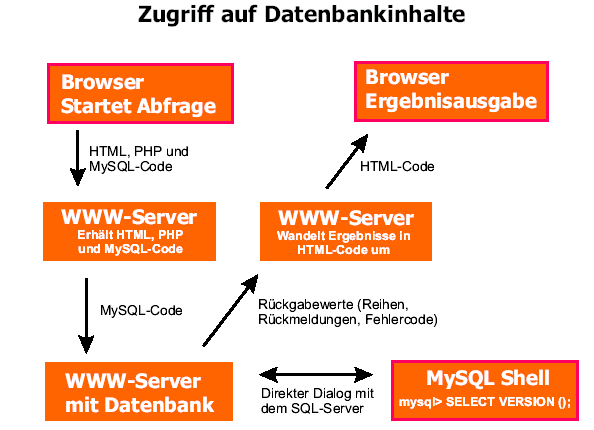 Zugriff auf Datenbankinhalte
Browser
Startet Abfrage
Browser
Ergebnisausgabe
HTML, PHP und
MySQL-Code
HTML-Code
WWW-Server
Erhält HTML, PHP
und MySQL-Code
WWW-Server
Wandelt Ergebnisse in
HTML-Code um
MySQL-Code
Rückgabewerte (Reihen,
Rückmeldungen, Fehlercode)
WWW-Server
mit Datenbank
Direkter Dialog mit
dem SQL-Server
MySQL Shell
mysql> SELECT VERSION ();